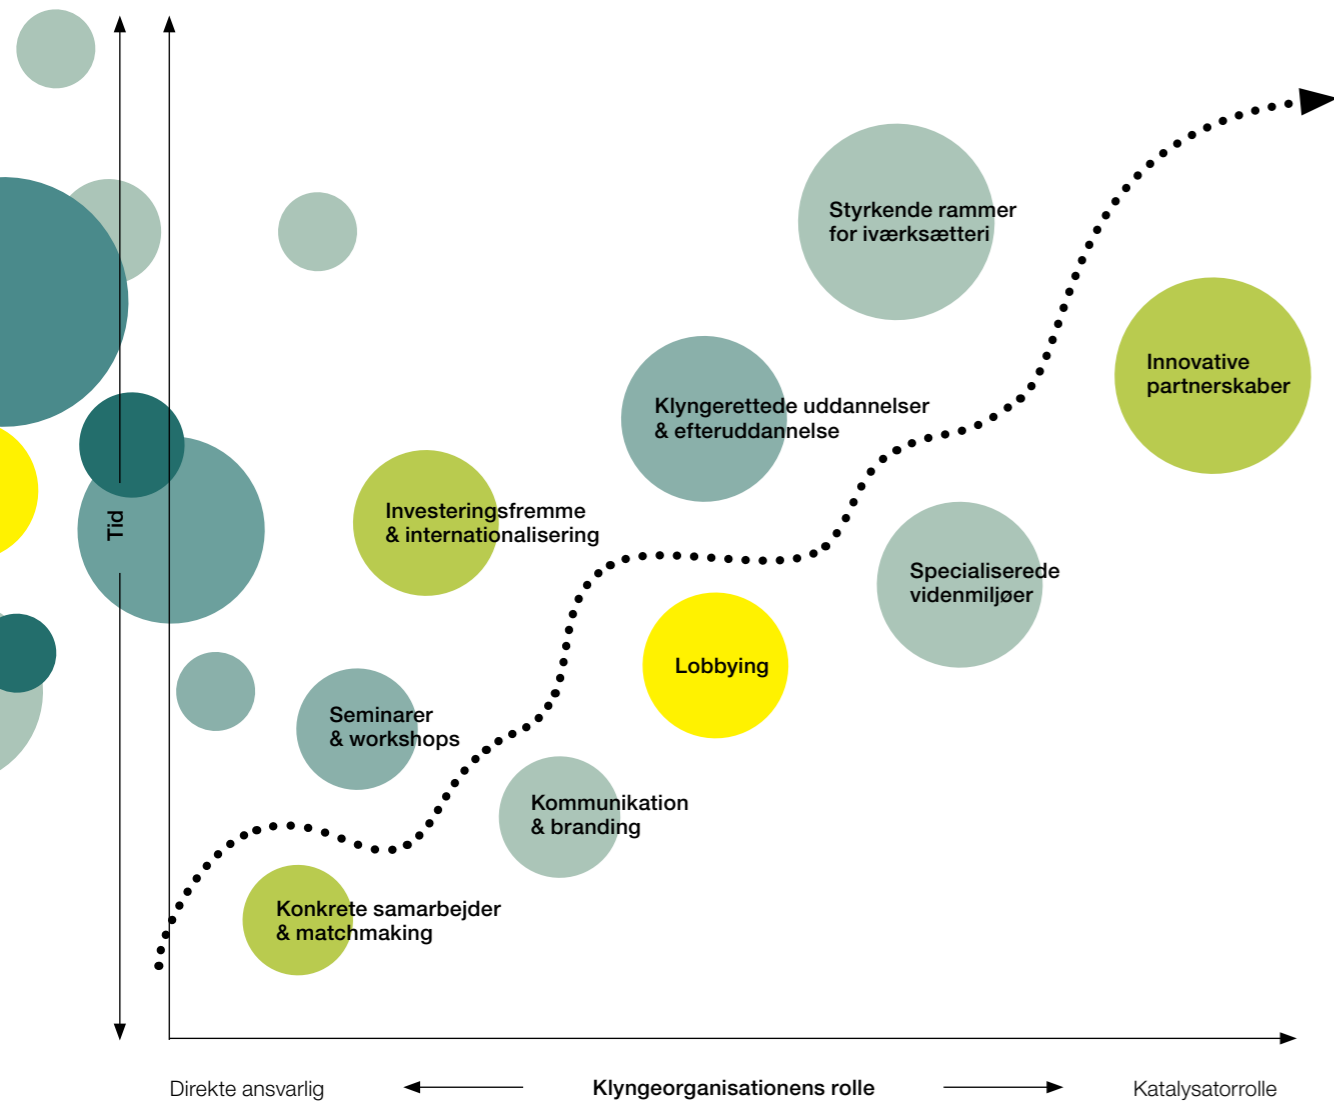 Styrkende rammer
for iværksætteri
Innovative
partnerskaber
Klyngerettede uddannelser
& efteruddannelse
Investeringsfremme
& internationalisering
Tid
Specialiserede
videnmiljøer
Lobbying
Seminarer
& workshops
Kommunikation
& branding
Konkrete samarbejder
& matchmaking
Direkte ansvarlig
Klyngeorganisationens rolle
Katalysatorrolle